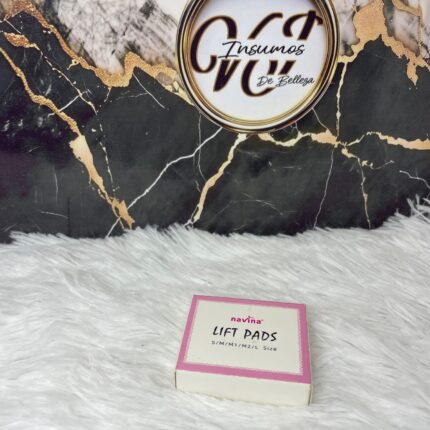 Insumos
De Belleza
navina
LIFT PADS
S/M/M1/M2/L Size